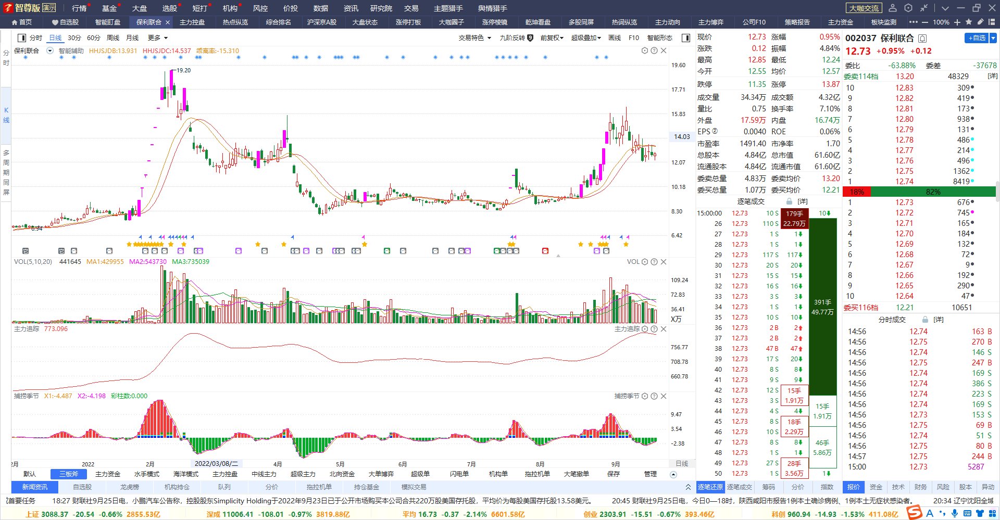 智尊版 演示 行情 基金 大盘 选股 短打 机构 风控 价投 数据 资讯 研究院 交易 主题猎手 舆情猎手 大咖交流
首页 自选股 智能盯盘 保利联合 × 主力控盘 热点纵览 综合排名 沪深京A股 大盘状态 涨停打板 大咖圈子 涨停棱镜 乾坤看盘 多股同屏 热词纵览 主力动向 主力博弈 公司F10 策略报告 主力资金 板块监测 ••• 100%
分时 日线 30分 60分 周线 月线 更多 交易特色 九阶反转 9 前复权 超级叠加 画线 F10 智能形态
分时
K线
多周期同屏
保利联合 智能辅助 HHJSJDB:13.931 HHJSJDC:14.537 乖离率:-15.310
19.60
17.71
15.83
14.03
12.07
10.18
8.30
6.42
19.20
6.94
VOL(5,10,20) 441645 MA1:429955 MA2:543730 MA3:735039 VOL
109.24
72.83
36.41
X万
主力追踪 773.096 主力追踪
756.77
708.78
660.78
捕捞季节 X1:-4.487 X2:-4.198 彩柱数:0.000 捕捞季节
9.47
3.54
-2.38
2月 2022 2月 2022/03/08/二 4月 5月 6月 7月 8月 9月 日线
默认 三板斧 主力资金 水手模式 海洋模式 主力控盘 中线主力 超级主力 北向资金 大单博弈 超级单 闪电单 机构单 拖拉机单 大笔撤单 保存 管理
新闻资讯 自选股 龙虎榜 机构持仓 队列 分价 拖拉机单 持仓基金 模拟交易
现价 12.73 涨幅 0.95%
涨跌 0.12 振幅 4.84%
最高 12.85 最低 12.24
今开 12.55 均价 12.57
跌停 11.35 涨停 13.87
成交量 34.34万 成交额 4.32亿
量比 0.75 换手率 7.10%
外盘 17.59万 内盘 16.74万
EPS② 0.0040 ROE 0.06%
市盈率 1491.40 市净率 1.70
总股本 4.84亿 总市值 61.60亿
流通股本 4.84亿 流通市值 61.60亿
委卖总量 4.83万 委卖均价 13.20
委买总量 1.07万 委买均价 12.21
逐笔成交 [详]
15:00:00 12.73 10 S 179手 10
26 12.73 110 S 22.79万
27 12.73 1 S 1
28 12.73 1 S 1
29 12.73 117 S 117
30 12.73 20 S 20
31 12.73 15 S 15
32 12.73 16 S 16
33 12.73 3 S 3
34 12.73 1 S 1
35 12.73 10 S 10
36 12.73 2 B 2
37 12.73 2 B 2
38 12.73 47 B 47
39 12.73 17 S 20
40 12.73 8 S 8
41 12.73 9 S 9
42 12.73 12 S 15手
43 12.73 3 S 1.91万
44 12.73 4 S 4
45 12.73 8 S 18手
46 12.73 10 S 2.29万
47 12.73 8 S 8
48 12.73 1 S 1
49 12.73 27 S 28手
50 12.73 1 S 3.56万 1
391手
49.77万
15手
1.91万
46手
5.86万
逐笔还原 逐笔成交 筹码 分价 指数
002037 保利联合 +自选
12.73 +0.95% +0.12
委比 -63.88% 委差 -37678
委卖114档 13.20 48329 [详]
10 12.83 309
9 12.82 419
8 12.81 173
7 12.80 938
6 12.79 131
5 12.78 486
4 12.77 214
3 12.76 496
2 12.75 1362
1 12.74 8419
18% 82%
1 12.73 676
2 12.72 745
3 12.71 165
4 12.70 184
5 12.69 132
6 12.68 72
7 12.67 9
8 12.66 192
9 12.65 290
10 12.64 47
委买116档 12.21 10651
分时成交 [详]
14:56 12.74 163 B
14:56 12.75 270 B
14:56 12.74 146 S
14:56 12.75 247 B
14:56 12.74 169 S
14:56 12.74 386 S
14:56 12.74 223 S
14:56 12.74 169 S
14:56 12.73 153 S
14:56 12.75 69 B
14:56 12.74 51 S
14:56 12.75 80 B
14:57 12.75 244 B
15:00 12.73 5287
报价 资金 技术 财务 风险 股本 异动
首要任务 18:27 财联社9月25日电，小鹏汽车公告称，控股股东Simplicity Holding于2022年9月23日已于公开市场购买本公司合共220万股美国存托股，平均价为每股美国存托股13.58美元。 20:45 财联社9月25日电，今日0—18时，陕西咸阳市报告1例本土确诊病例、1例本土无症状感染者。 20:34 辽宁沈阳全域
上证 3088.37 -20.54 -0.66% 2855.53亿 深成 11006.41 -108.01 -0.97% 3819.88亿 平均 16.73 -0.37 -2.14% 6601.58亿 创业 2303.91 -15.51 -0.67% 393.46亿 科创 960.94 -14.93 -1.53% 411.08亿